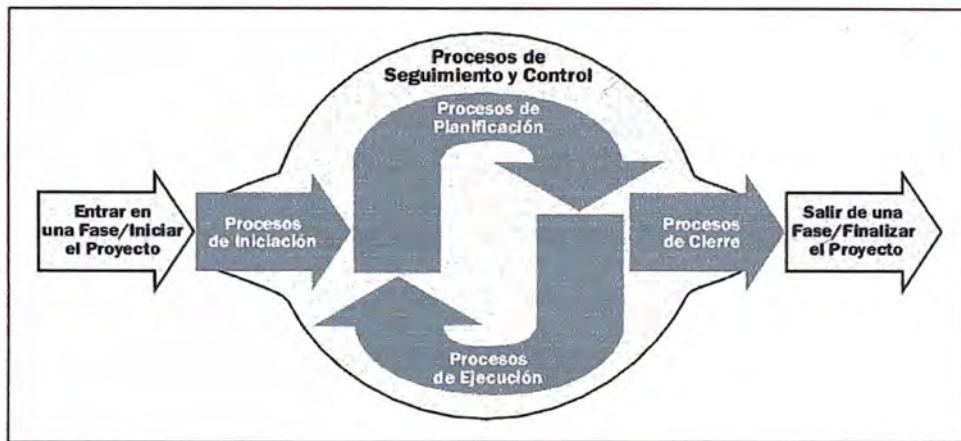 Procesos de
Seguimiento y Control
Procesos de
Planificación
Entrar en
una Fase/Iniciar
el Proyecto
Procesos
de Iniciación
Procesos
de Cierre
Salir de una
Fase/Finalizar
el Proyecto
Procesos
de Ejecución